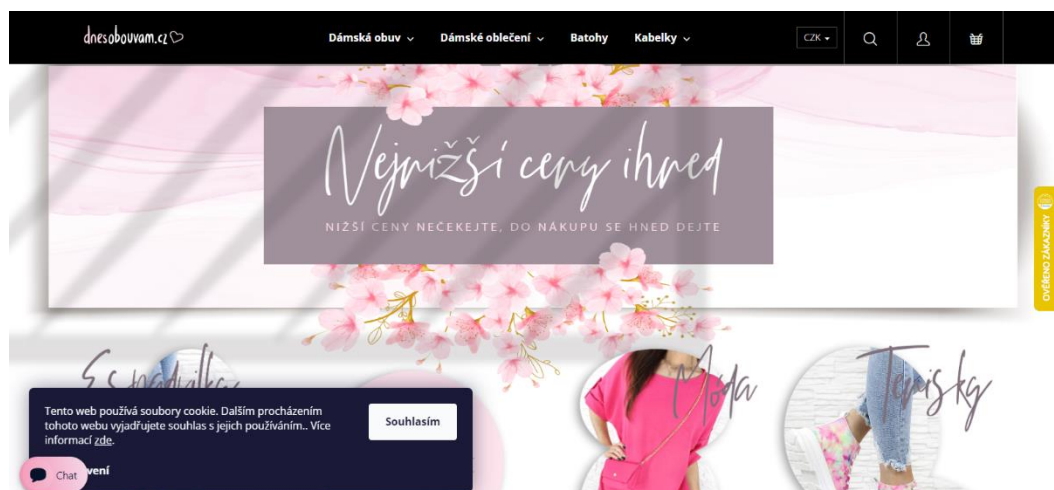 dnesobouvam.cz
Dámská obuv
Dámské oblečení
Batohy
Kabelky
CZK
Nejnižší ceny ihned
NIŽŠÍ CENY NEČEKEJTE, DO NÁKUPU SE HNED DEJTE
OVĚŘENO ZÁKAZNÍKY
Móda
Tenisky
Tento web používá soubory cookie. Dalším procházením
tohoto webu vyjadřujete souhlas s jejich používáním.. Více
informací zde.
Souhlasím
vení
Chat